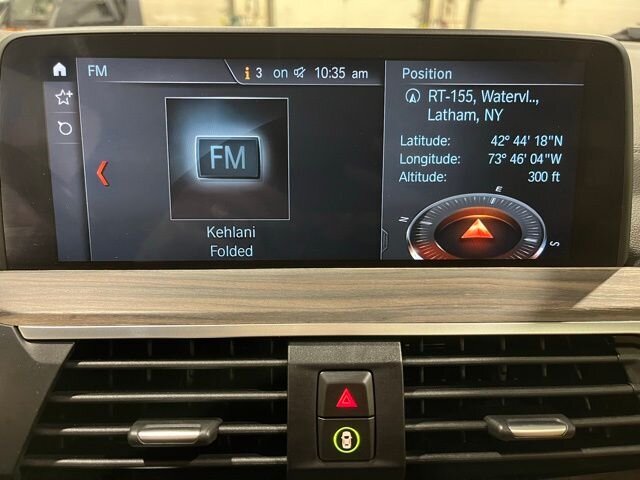 FM
3 on 10:35 am
FM
Kehlani
Folded
Position
RT-155, Watervl..,
Latham, NY
Latitude: 42° 44' 18"N
Longitude: 73° 46' 04"W
Altitude: 300 ft
N E S